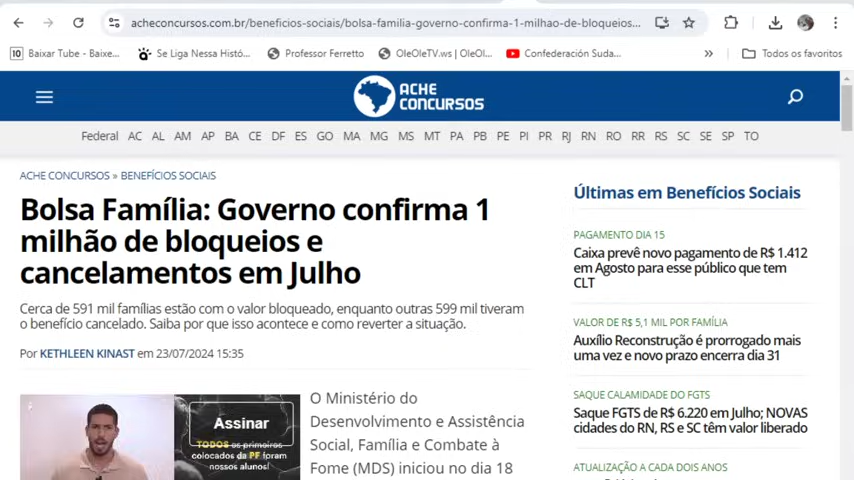 acheconcursos.com.br/beneficios-sociais/bolsa-familia-governo-confirma-1-milhao-de-bloqueios...
Baixar Tube - Baixe...
Se Liga Nessa Histó...
Professor Ferretto
OleOleTV.ws | OleOl...
Confederación Suda...
»
Todos os favoritos
ACHE
CONCURSOS
Federal AC AL AM AP BA CE DF ES GO MA MG MS MT PA PB PE PI PR RJ RN RO RR RS SC SE SP TO
ACHE CONCURSOS » BENEFÍCIOS SOCIAIS
Bolsa Família: Governo confirma 1
milhão de bloqueios e
cancelamentos em Julho
Cerca de 591 mil famílias estão com o valor bloqueado, enquanto outras 599 mil tiveram
o benefício cancelado. Saiba por que isso acontece e como reverter a situação.
Por KETHLEEN KINAST em 23/07/2024 15:35
Assinar
TODOS os primeiros
colocados da PF foram
nossos alunos!
O Ministério do
Desenvolvimento e Assistência
Social, Família e Combate à
Fome (MDS) iniciou no dia 18
Últimas em Benefícios Sociais
PAGAMENTO DIA 15
Caixa prevê novo pagamento de R$ 1.412
em Agosto para esse público que tem
CLT
VALOR DE R$ 5,1 MIL POR FAMÍLIA
Auxílio Reconstrução é prorrogado mais
uma vez e novo prazo encerra dia 31
SAQUE CALAMIDADE DO FGTS
Saque FGTS de R$ 6.220 em Julho; NOVAS
cidades do RN, RS e SC têm valor liberado
ATUALIZAÇÃO A CADA DOIS ANOS